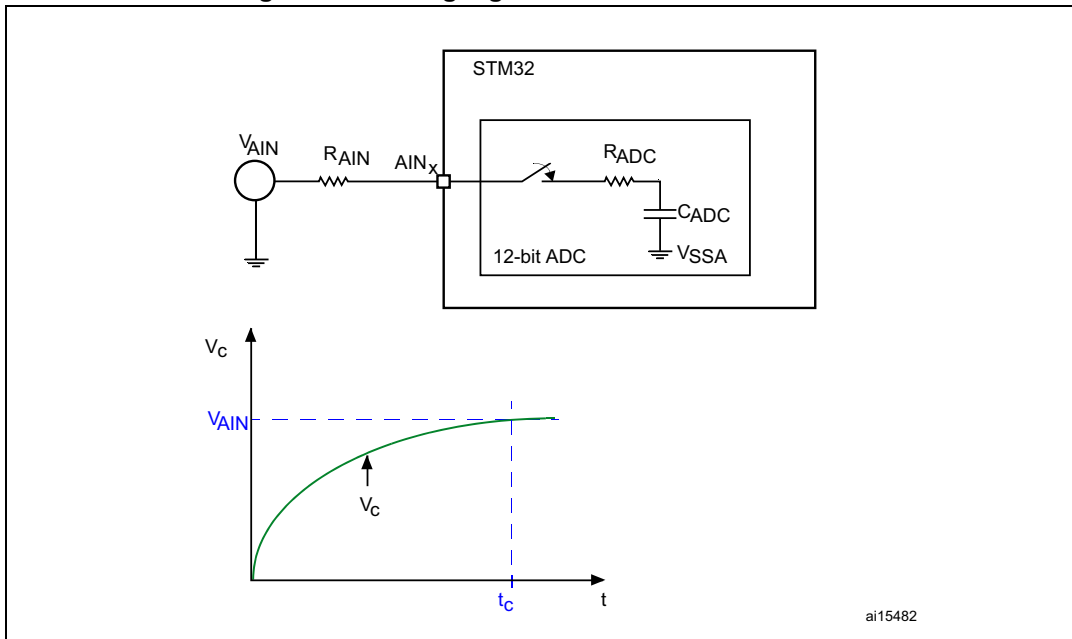 STM32
VAIN
RAIN
AINx
RADC
CADC
VSSA
12-bit ADC
Vc
VAIN
Vc
tc
t
ai15482